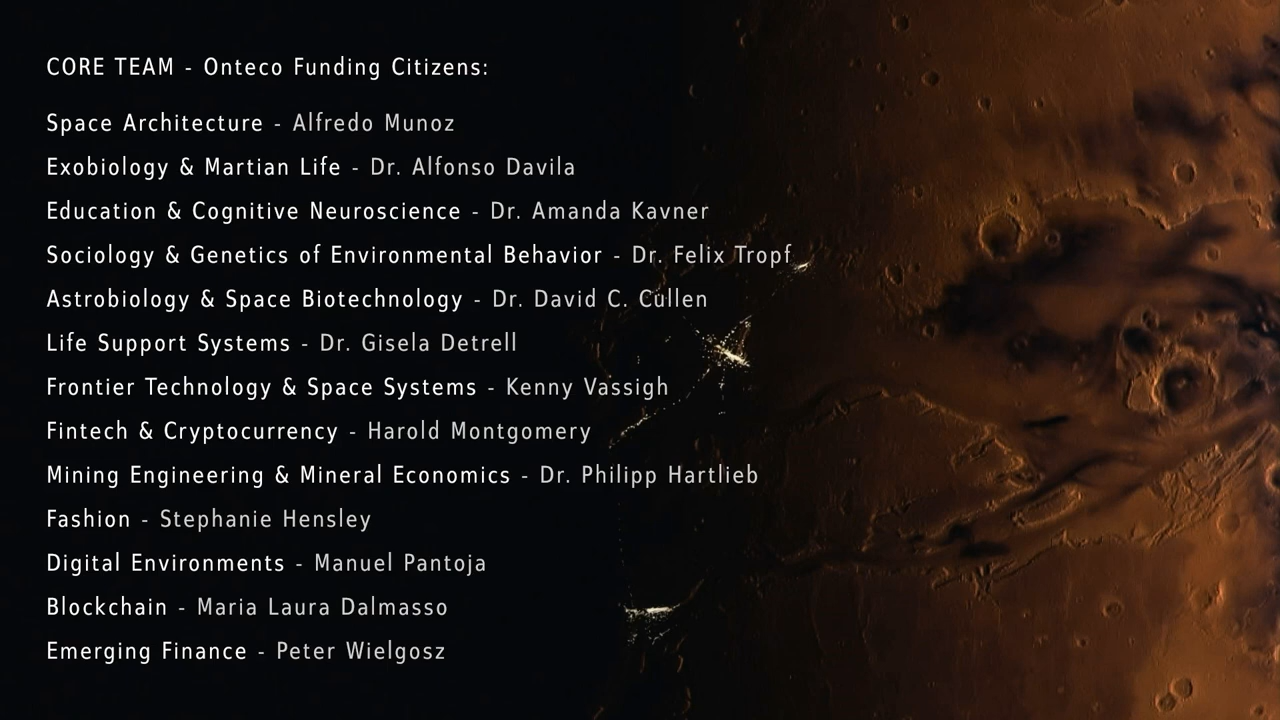 CORE TEAM - Onteco Funding Citizens:
Space Architecture - Alfredo Munoz
Exobiology & Martian Life - Dr. Alfonso Davila
Education & Cognitive Neuroscience - Dr. Amanda Kavner
Sociology & Genetics of Environmental Behavior - Dr. Felix Tropf
Astrobiology & Space Biotechnology - Dr. David C. Cullen
Life Support Systems - Dr. Gisela Detrell
Frontier Technology & Space Systems - Kenny Vassigh
Fintech & Cryptocurrency - Harold Montgomery
Mining Engineering & Mineral Economics - Dr. Philipp Hartlieb
Fashion - Stephanie Hensley
Digital Environments - Manuel Pantoja
Blockchain - Maria Laura Dalmasso
Emerging Finance - Peter Wielgosz